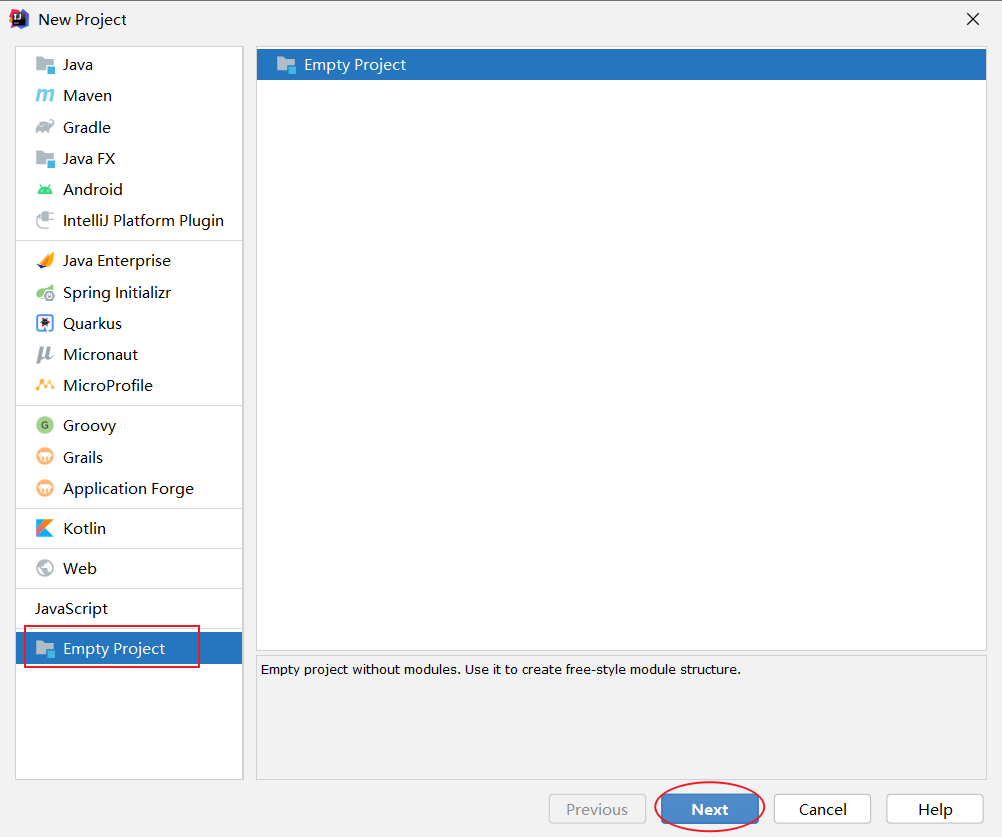 New Project
Java
Maven
Gradle
Java FX
Android
IntelliJ Platform Plugin
Java Enterprise
Spring Initializr
Quarkus
Micronaut
MicroProfile
Groovy
Grails
Application Forge
Kotlin
Web
JavaScript
Empty Project
Empty Project
Empty project without modules. Use it to create free-style module structure.
Previous
Next
Cancel
Help